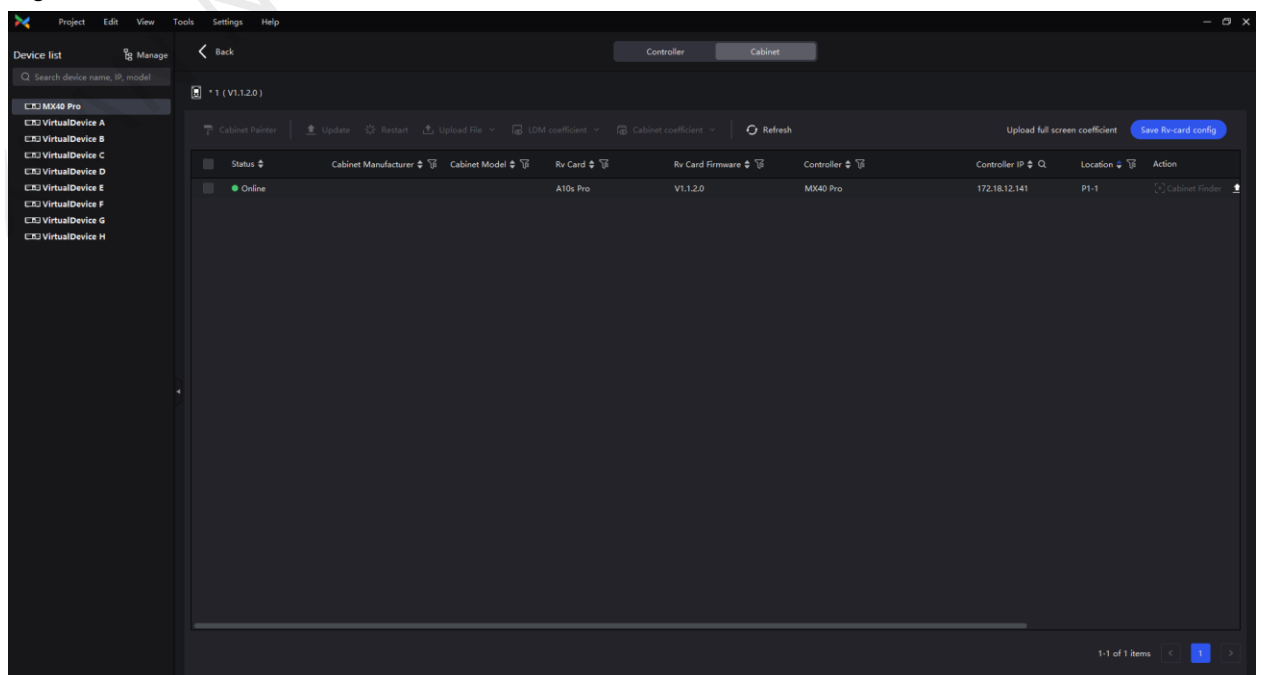 Project Edit View Tools Settings Help
Device list Manage
Search device name, IP, model
MX40 Pro
VirtualDevice A
VirtualDevice B
VirtualDevice C
VirtualDevice D
VirtualDevice E
VirtualDevice F
VirtualDevice G
VirtualDevice H
Back Controller Cabinet
* 1 ( V1.1.2.0 )
Cabinet Painter Update Restart Upload File LDM coefficient Cabinet coefficient Refresh Upload full screen coefficient Save Rv-card config
Status Cabinet Manufacturer Cabinet Model Rv Card Rv Card Firmware Controller Controller IP Location Action
Online A10s Pro V1.1.2.0 MX40 Pro 172.18.12.141 P1-1 Cabinet Finder
1-1 of 1 items < 1 >